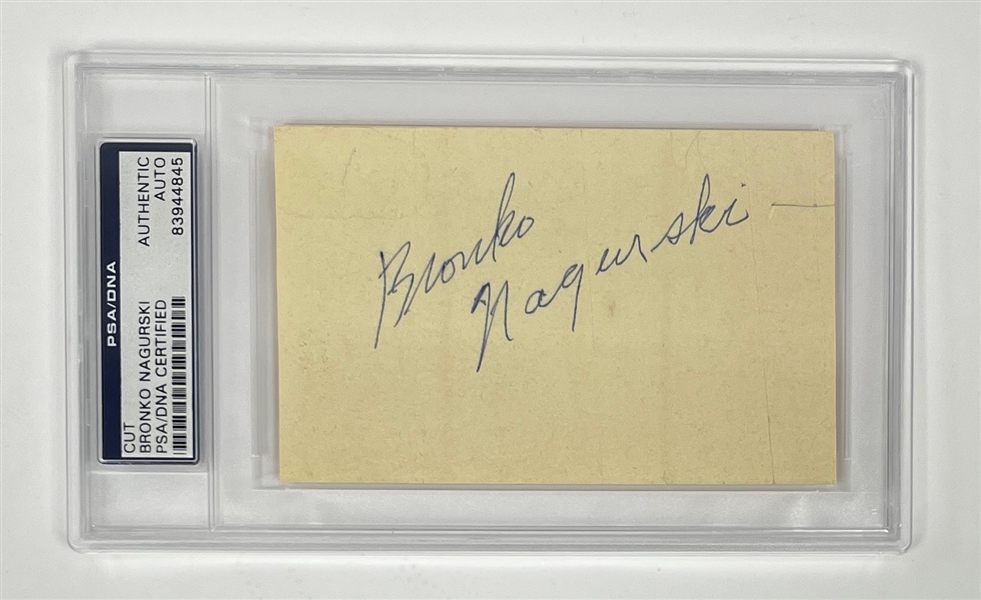 PSA/DNA
CUT
BRONKO NAGURSKI
PSA/DNA CERTIFIED
AUTHENTIC
AUTO
83944845
Bronko
Nagurski